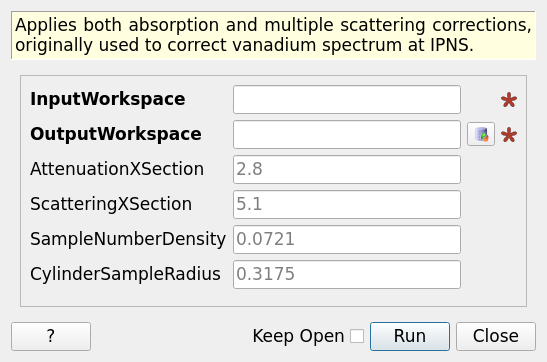 Applies both absorption and multiple scattering corrections,
originally used to correct vanadium spectrum at IPNS.
InputWorkspace
OutputWorkspace
AttenuationXSection 2.8
ScatteringXSection 5.1
SampleNumberDensity 0.0721
CylinderSampleRadius 0.3175
? Keep Open Run Close